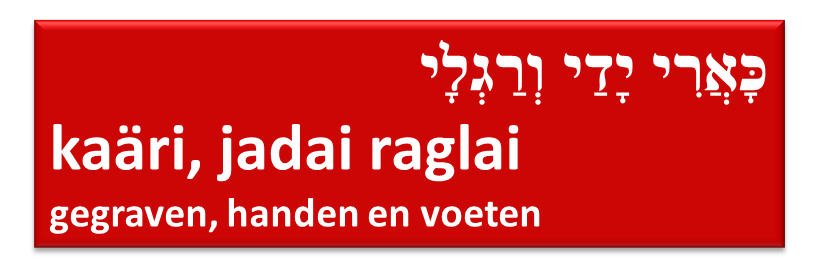 כָּאֲרִי יָדַי וְרַגְלָי
kaäri, jadai raglai
gegraven, handen en voeten